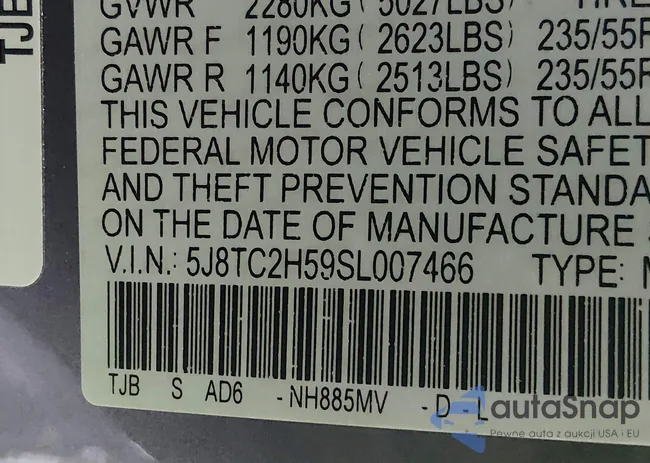 TJB
GVWR 2280KG ( 5027LBS)
GAWR F 1190KG ( 2623LBS) 235/55R
GAWR R 1140KG ( 2513LBS) 235/55R
THIS VEHICLE CONFORMS TO ALL
FEDERAL MOTOR VEHICLE SAFET
AND THEFT PREVENTION STANDA
ON THE DATE OF MANUFACTURE
V.I.N.: 5J8TC2H59SL007466 TYPE:
TJB S AD6 -NH885MV -D-L
autaSnap
Pewne auta z aukcji USA i EU